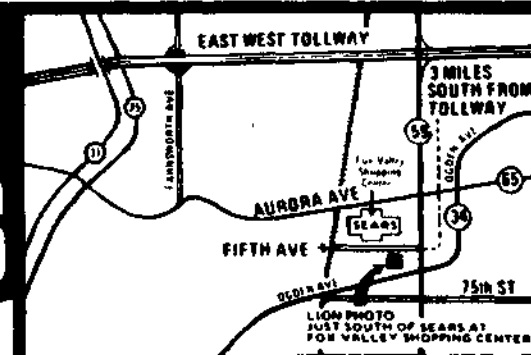 EAST WEST TOLLWAY
3 MILES
SOUTH FROM
TOLLWAY
FARNSWORTH AVE
25
31
59
OGDEN AVE
Fox Valley
Shopping
Center
65
AURORA AVE
SEARS
34
FIFTH AVE
OGDEN AVE
75th ST
LION PHOTO
JUST SOUTH OF SEARS AT
FOX VALLEY SHOPPING CENTER